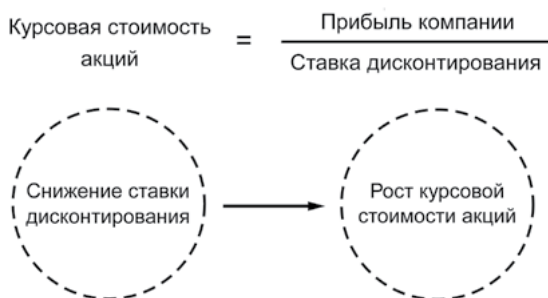 Курсовая стоимость
акций
=
Прибыль компании
Ставка дисконтирования
Снижение ставки
дисконтирования
Рост курсовой
стоимости акций